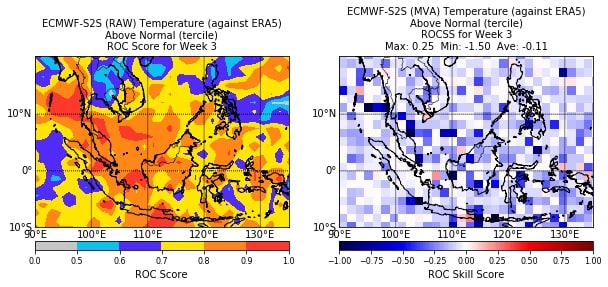 ECMWF-S2S (RAW) Temperature (against ERA5)
Above Normal (tercile)
ROC Score for Week 3
10°N
0°
10°S
90°E 100°E 110°E 120°E 130°E
0.0 0.5 0.6 0.7 0.8 0.9 1.0
ROC Score
ECMWF-S2S (MVA) Temperature (against ERA5)
Above Normal (tercile)
ROCSS for Week 3
Max: 0.25 Min: -1.50 Ave: -0.11
10°N
0°
10°S
90°E 100°E 110°E 120°E 130°E
−1.00 −0.75 −0.50 −0.25 0.00 0.25 0.50 0.75 1.00
ROC Skill Score